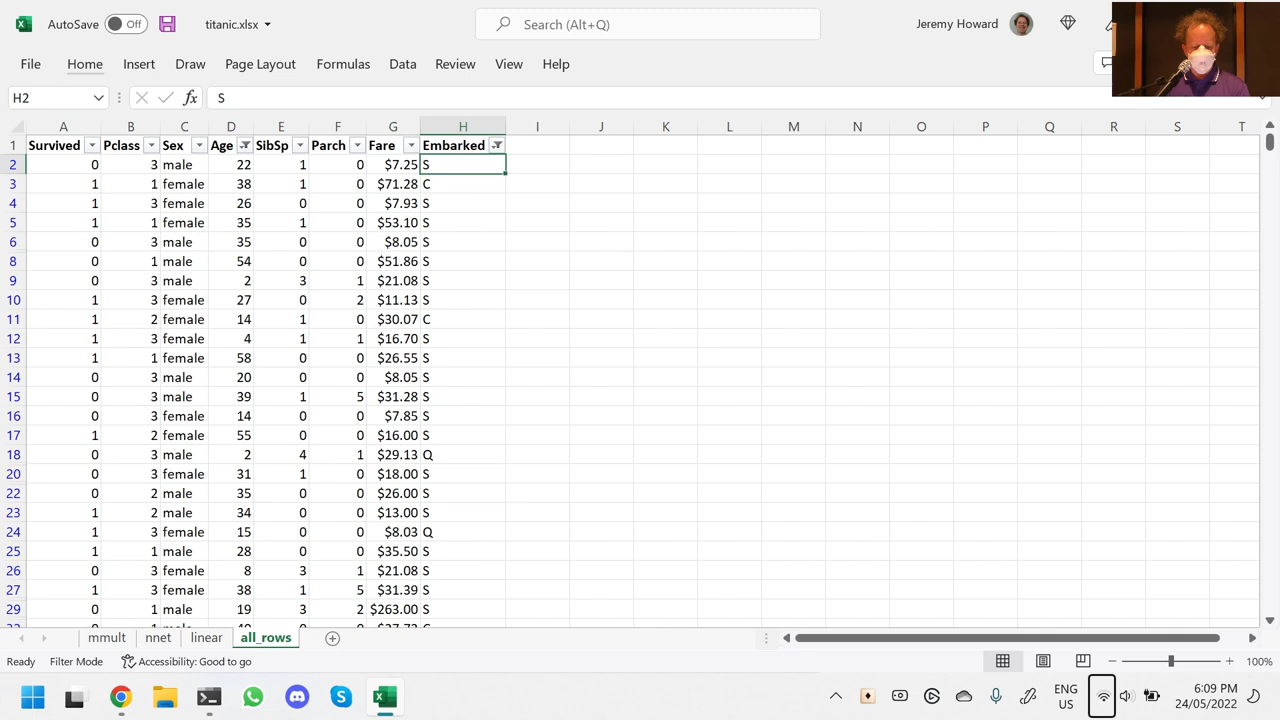 AutoSave Off titanic.xlsx Search (Alt+Q) Jeremy Howard
File Home Insert Draw Page Layout Formulas Data Review View Help
H2 fx S
A B C D E F G H I J K L M N O P Q R S T
1 Survived Pclass Sex Age SibSp Parch Fare Embarked
2 0 3 male 22 1 0 $7.25 S
3 1 1 female 38 1 0 $71.28 C
4 1 3 female 26 0 0 $7.93 S
5 1 1 female 35 1 0 $53.10 S
6 0 3 male 35 0 0 $8.05 S
8 0 1 male 54 0 0 $51.86 S
9 0 3 male 2 3 1 $21.08 S
10 1 3 female 27 0 2 $11.13 S
11 1 2 female 14 1 0 $30.07 C
12 1 3 female 4 1 1 $16.70 S
13 1 1 female 58 0 0 $26.55 S
14 0 3 male 20 0 0 $8.05 S
15 0 3 male 39 1 5 $31.28 S
16 0 3 female 14 0 0 $7.85 S
17 1 2 female 55 0 0 $16.00 S
18 0 3 male 2 4 1 $29.13 Q
20 0 3 female 31 1 0 $18.00 S
22 0 2 male 35 0 0 $26.00 S
23 1 2 male 34 0 0 $13.00 S
24 1 3 female 15 0 0 $8.03 Q
25 1 1 male 28 0 0 $35.50 S
26 0 3 female 8 3 1 $21.08 S
27 1 3 female 38 1 5 $31.39 S
29 0 1 male 19 3 2 $263.00 S
mmult nnet linear all_rows
Ready Filter Mode Accessibility: Good to go 100%
ENG US 6:09 PM 24/05/2022